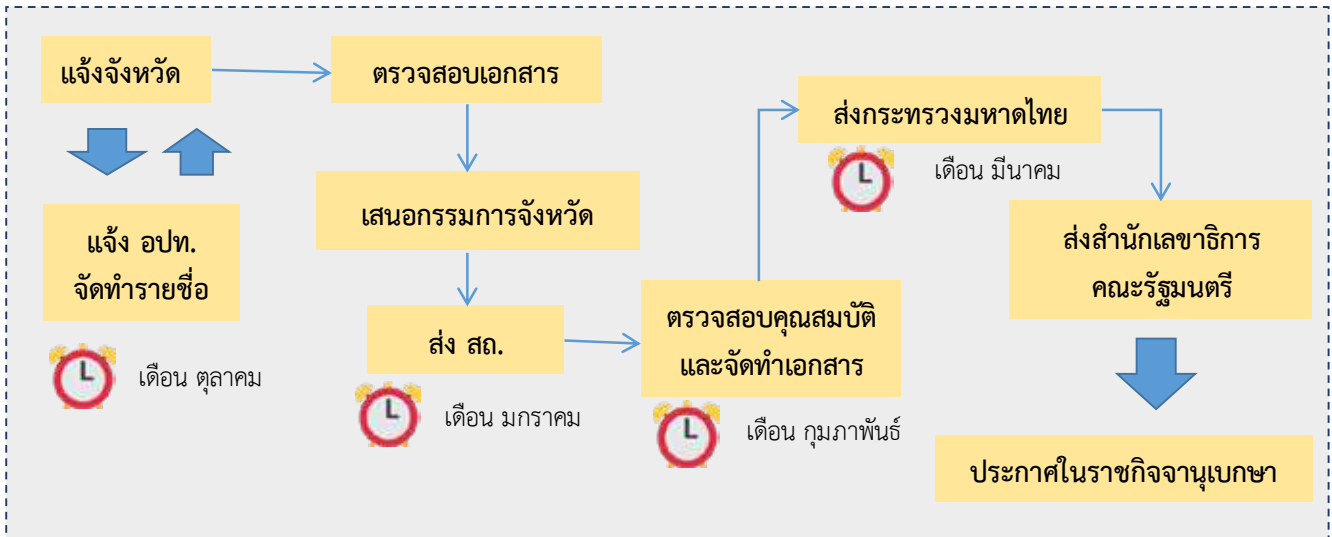 แจ้งจังหวัด
ตรวจสอบเอกสาร
แจ้ง อปท.
จัดทำรายชื่อ
เดือน ตุลาคม
เสนอกรรมการจังหวัด
ส่ง สถ.
เดือน มกราคม
ตรวจสอบคุณสมบัติ
และจัดทำเอกสาร
เดือน กุมภาพันธ์
ส่งกระทรวงมหาดไทย
เดือน มีนาคม
ส่งสำนักเลขาธิการ
คณะรัฐมนตรี
ประกาศในราชกิจจานุเบกษา